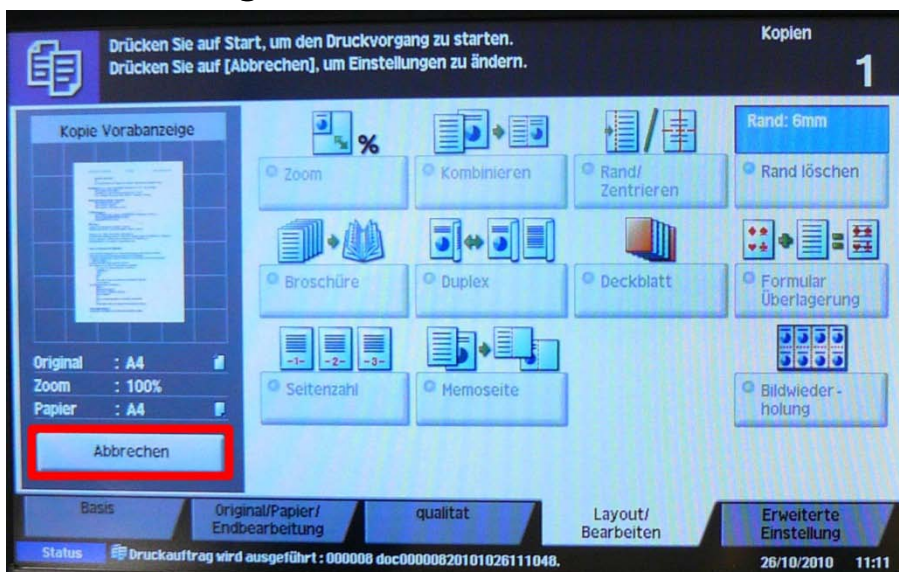 Drücken Sie auf Start, um den Druckvorgang zu starten.
Drücken Sie auf [Abbrechen], um Einstellungen zu ändern.
Kopien
1
Kopie Vorabanzeige
Original : A4
Zoom : 100%
Papier : A4
Abbrechen
%
Zoom
Kombinieren
Rand/
Zentrieren
Rand: 6mm
Rand löschen
Broschüre
Duplex
Deckblatt
Formular
Überlagerung
-1- -2- -3-
Seitenzahl
Memoseite
Bildwieder-
holung
Basis
Original/Papier/
Endbearbeitung
qualitat
Layout/
Bearbeiten
Erweiterte
Einstellung
Status
Druckauftrag wird ausgeführt : 000008 doc00000820101026111048.
26/10/2010 11:11